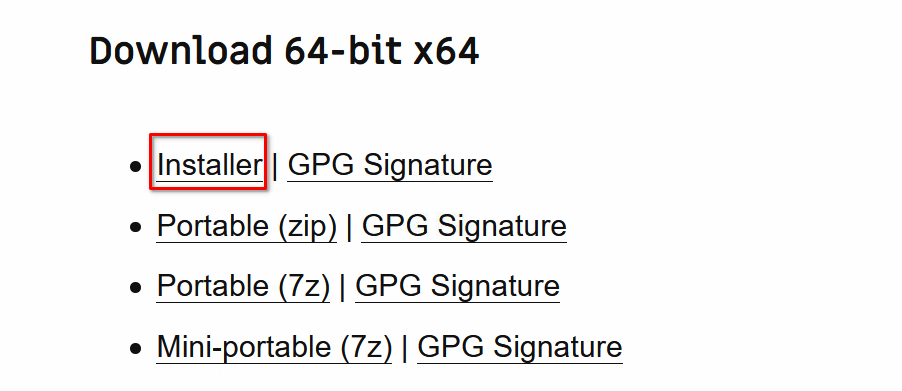 Download 64-bit x64
Installer | GPG Signature
Portable (zip) | GPG Signature
Portable (7z) | GPG Signature
Mini-portable (7z) | GPG Signature